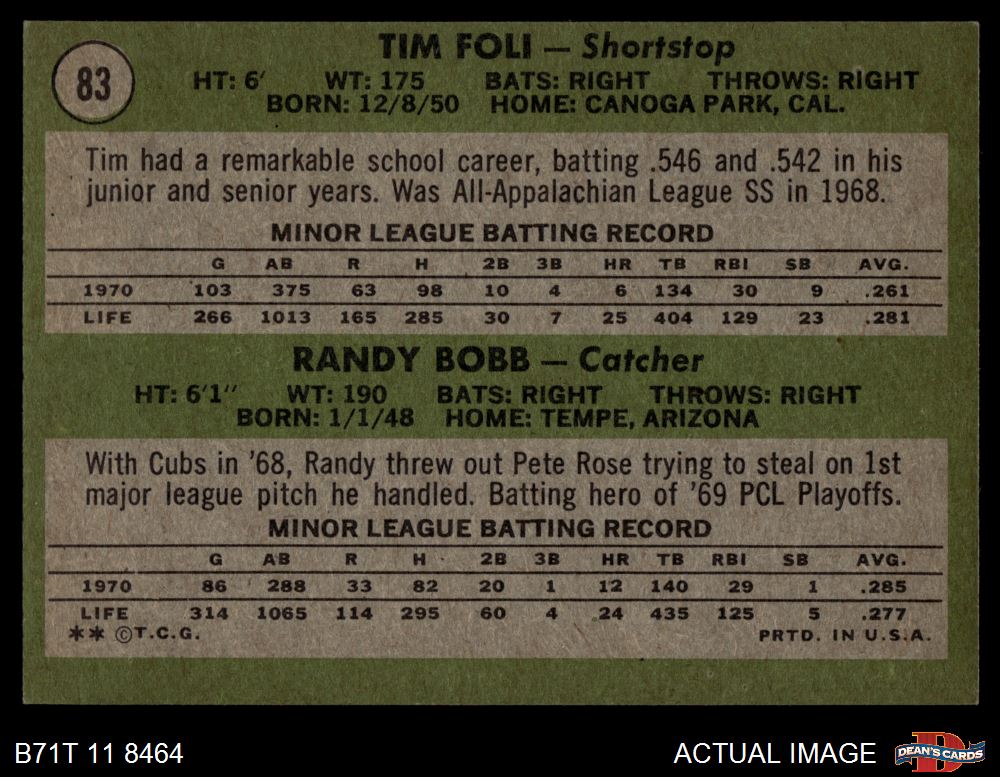 83
TIM FOLI — Shortstop
HT: 6' WT: 175 BATS: RIGHT THROWS: RIGHT
BORN: 12/8/50 HOME: CANOGA PARK, CAL.
Tim had a remarkable school career, batting .546 and .542 in his
junior and senior years. Was All-Appalachian League SS in 1968.
MINOR LEAGUE BATTING RECORD
G AB R H 2B 3B HR TB RBI SB AVG.
1970 103 375 63 98 10 4 6 134 30 9 .261
LIFE 266 1013 165 285 30 7 25 404 129 23 .281
RANDY BOBB — Catcher
HT: 6'1" WT: 190 BATS: RIGHT THROWS: RIGHT
BORN: 1/1/48 HOME: TEMPE, ARIZONA
With Cubs in '68, Randy threw out Pete Rose trying to steal on 1st
major league pitch he handled. Batting hero of '69 PCL Playoffs.
MINOR LEAGUE BATTING RECORD
G AB R H 2B 3B HR TB RBI SB AVG.
1970 86 288 33 82 20 1 12 140 29 1 .285
LIFE 314 1065 114 295 60 4 24 435 125 5 .277
** ©T.C.G. PRTD. IN U.S.A.
B71T 11 8464 ACTUAL IMAGE DEAN'S CARDS